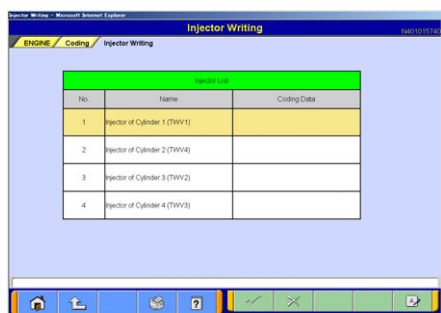 Injector Writing - Microsoft Internet Explorer
Injector Writing
N401015740
ENGINE Coding Injector Writing
Injector List
No. Name Coding Data
1 Injector of Cylinder 1 (TWV1)
2 Injector of Cylinder 2 (TWV4)
3 Injector of Cylinder 3 (TWV2)
4 Injector of Cylinder 4 (TWV3)
?
A